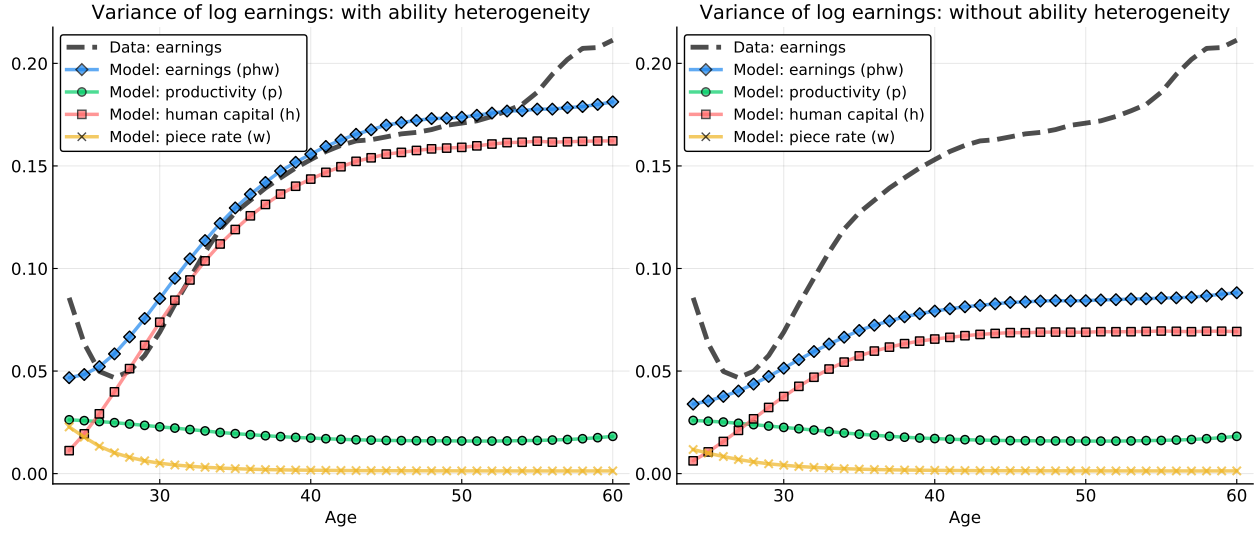 Variance of log earnings: with ability heterogeneity
Data: earnings
Model: earnings (phw)
Model: productivity (p)
Model: human capital (h)
Model: piece rate (w)
0.20
0.15
0.10
0.05
0.00
30
40
50
60
Age
Variance of log earnings: without ability heterogeneity
Data: earnings
Model: earnings (phw)
Model: productivity (p)
Model: human capital (h)
Model: piece rate (w)
0.20
0.15
0.10
0.05
0.00
30
40
50
60
Age